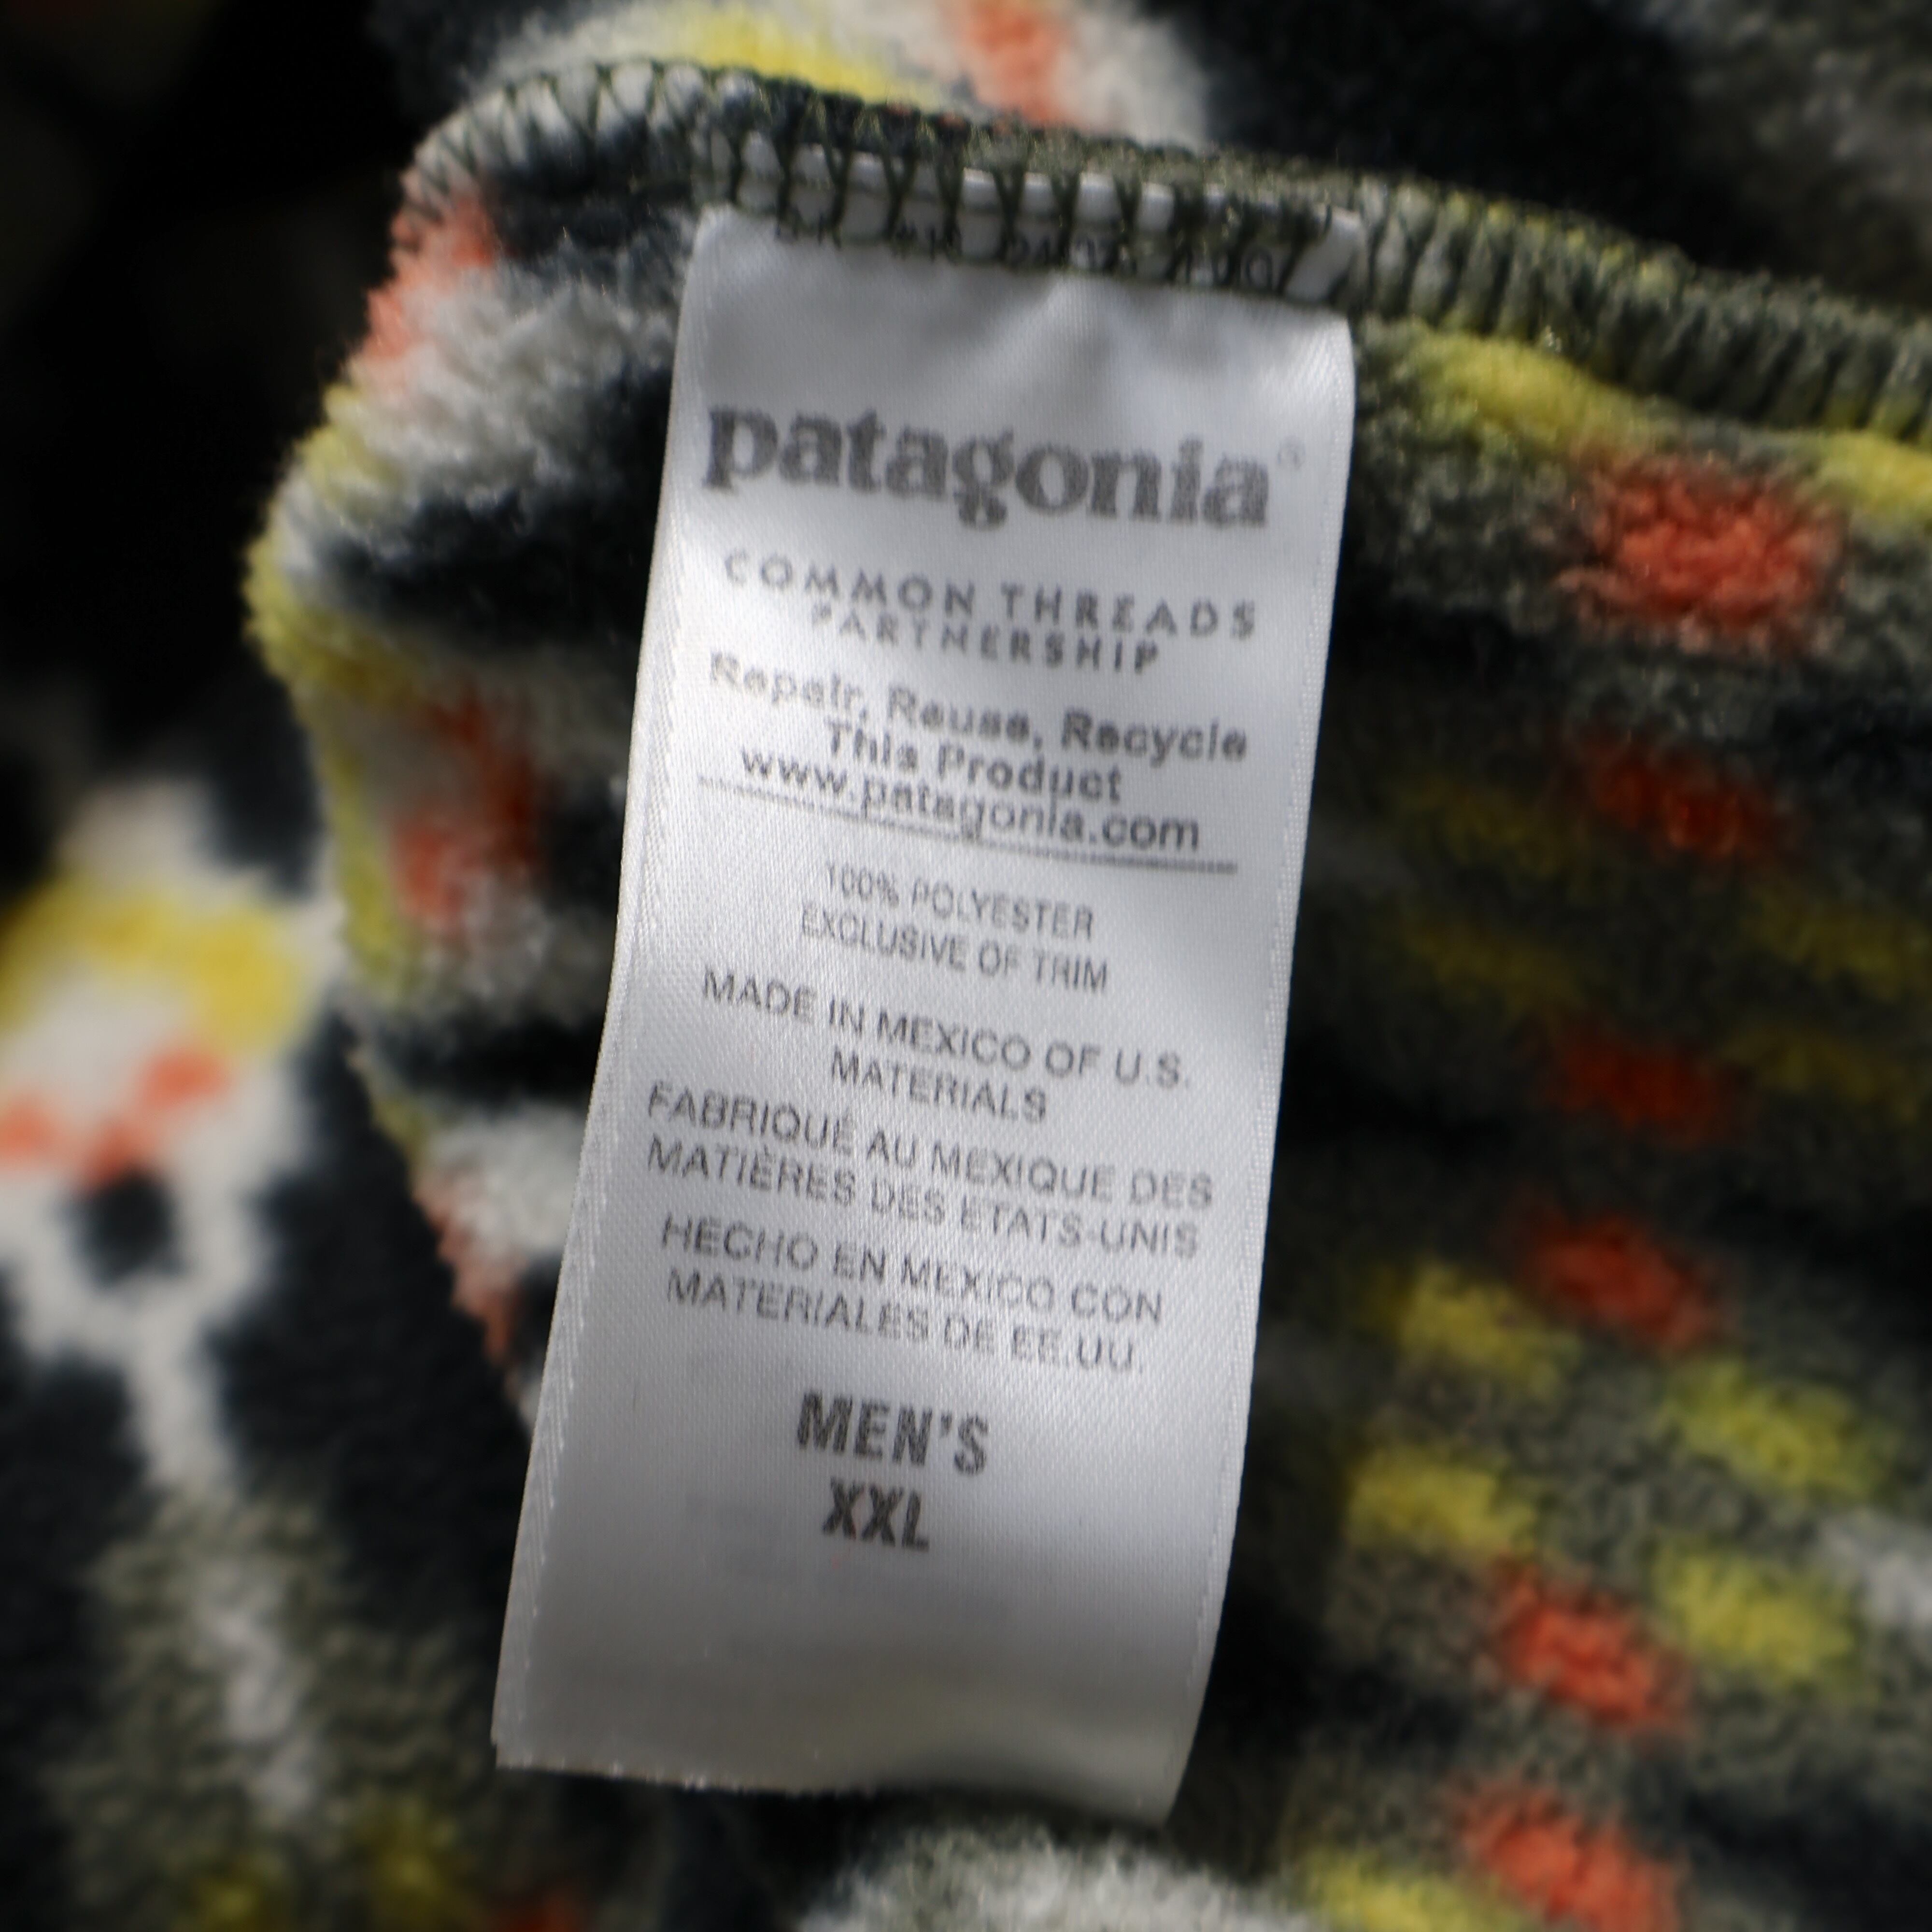 patagonia®
COMMON THREADS
PARTNERSHIP
Repair, Reuse, Recycle
This Product
www.patagonia.com
100% POLYESTER
EXCLUSIVE OF TRIM
MADE IN MEXICO OF U.S.
MATERIALS
FABRIQUÉ AU MEXIQUE DES
MATIÈRES DES ETATS-UNIS
HECHO EN MEXICO CON
MATERIALES DE EE.UU.
MEN'S
XXL